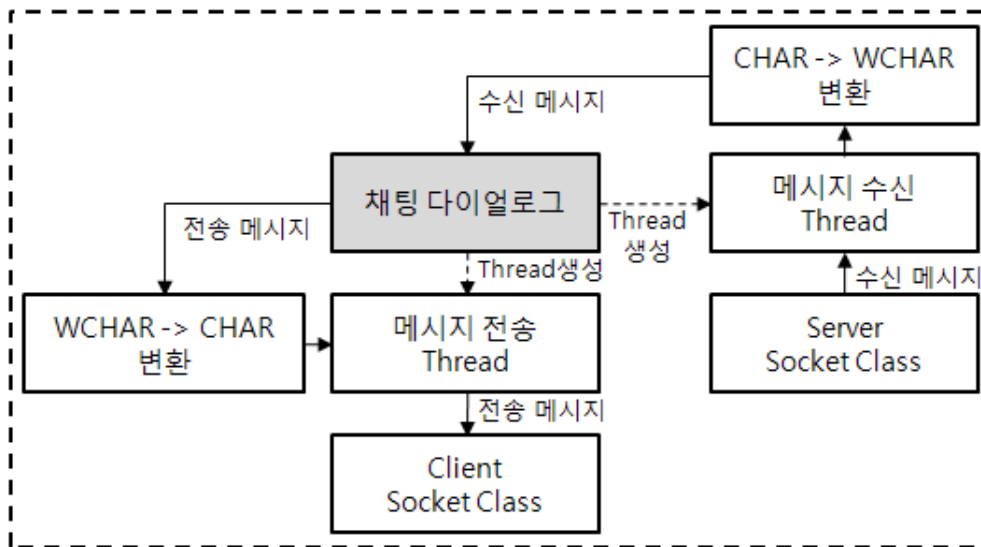 CHAR -> WCHAR
변환
수신 메시지
채팅 다이얼로그
메시지 수신
Thread
Thread
생성
전송 메시지
Thread생성
수신 메시지
WCHAR -> CHAR
변환
메시지 전송
Thread
Server
Socket Class
전송 메시지
Client
Socket Class